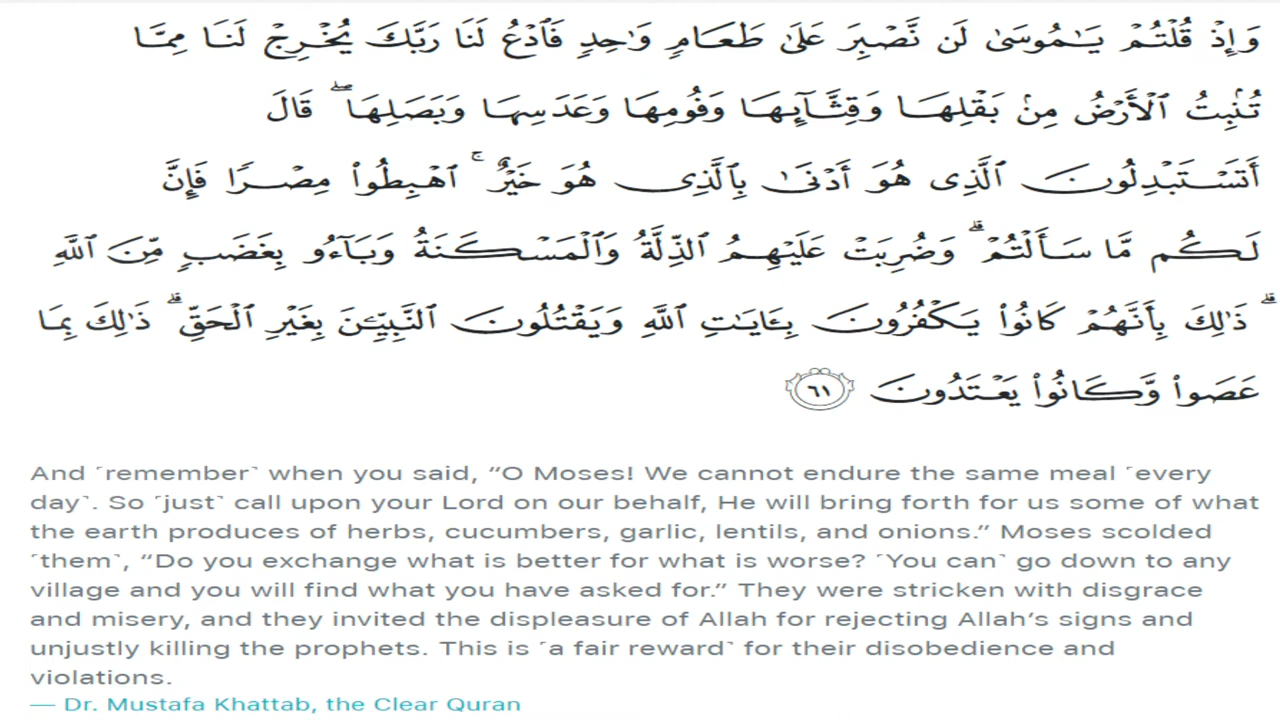 وَإِذْ قُلْتُمْ يَـٰمُوسَىٰ لَن نَّصْبِرَ عَلَىٰ طَعَامٍ وَٰحِدٍ فَٱدْعُ لَنَا رَبَّكَ يُخْرِجْ لَنَا مِمَّا
تُنۢبِتُ ٱلْأَرْضُ مِنۢ بَقْلِهَا وَقِثَّآئِهَا وَفُومِهَا وَعَدَسِهَا وَبَصَلِهَا ۖ قَالَ
أَتَسْتَبْدِلُونَ ٱلَّذِى هُوَ أَدْنَىٰ بِٱلَّذِى هُوَ خَيْرٌ ۚ ٱهْبِطُوا۟ مِصْرًا فَإِنَّ
لَكُم مَّا سَأَلْتُمْ ۗ وَضُرِبَتْ عَلَيْهِمُ ٱلذِّلَّةُ وَٱلْمَسْكَنَةُ وَبَآءُو بِغَضَبٍ مِّنَ ٱللَّهِ
ۗ ذَٰلِكَ بِأَنَّهُمْ كَانُوا۟ يَكْفُرُونَ بِـَٔايَـٰتِ ٱللَّهِ وَيَقْتُلُونَ ٱلنَّبِيِّـۧنَ بِغَيْرِ ٱلْحَقِّ ۗ ذَٰلِكَ بِمَا
عَصَوا۟ وَّكَانُوا۟ يَعْتَدُونَ ٦١
And ˹remember˺ when you said, “O Moses! We cannot endure the same meal ˹every
day˺. So ˹just˺ call upon your Lord on our behalf, He will bring forth for us some of what
the earth produces of herbs, cucumbers, garlic, lentils, and onions.” Moses scolded
˹them˺, “Do you exchange what is better for what is worse? ˹You can˺ go down to any
village and you will find what you have asked for.” They were stricken with disgrace
and misery, and they invited the displeasure of Allah for rejecting Allah’s signs and
unjustly killing the prophets. This is ˹a fair reward˺ for their disobedience and
violations.
— Dr. Mustafa Khattab, the Clear Quran